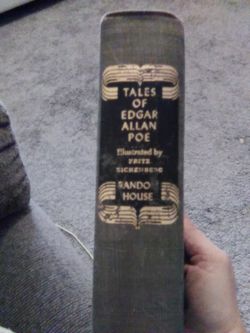 TALES
OF
EDGAR
ALLAN
POE
Illustrated by
FRITZ
EICHENBERG
RANDOM
HOUSE